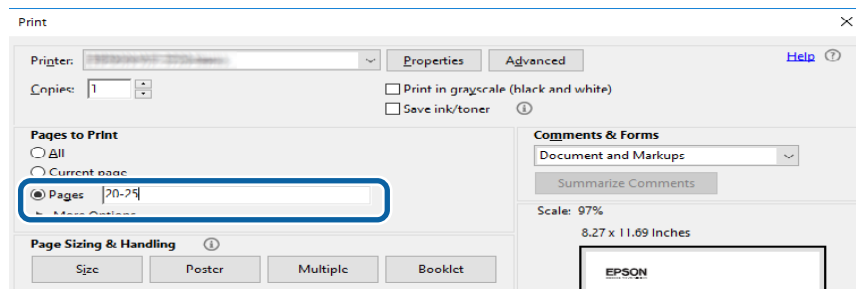 Print
Printer: Properties Advanced Help
Copies: 1 Print in grayscale (black and white)
Save ink/toner
Pages to Print Comments & Forms
All Document and Markups
Current page
Pages 20-25 Summarize Comments
More Options
Scale: 97%
8.27 x 11.69 Inches
Page Sizing & Handling
Size Poster Multiple Booklet
EPSON